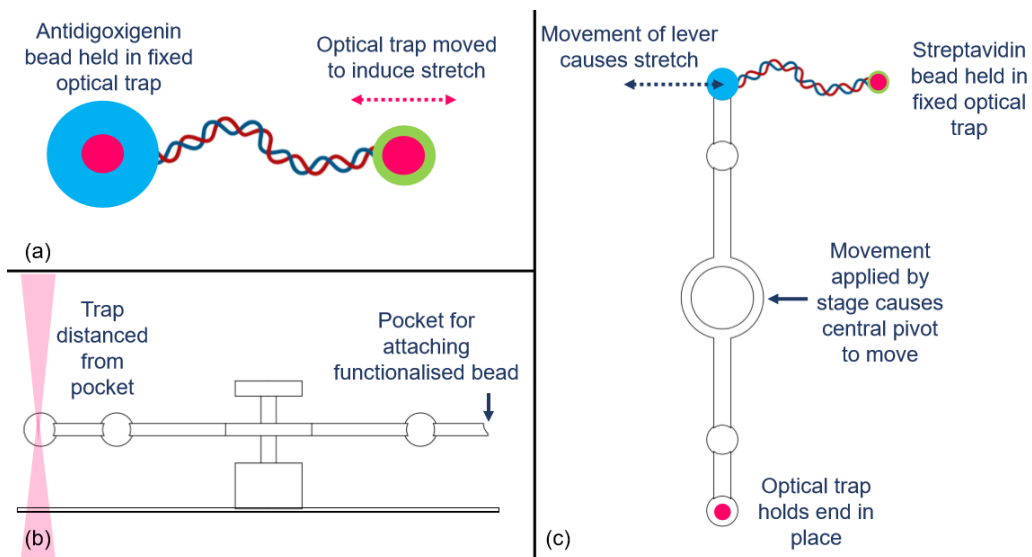 Antidigoxigenin
bead held in fixed
optical trap
Optical trap moved
to induce stretch
(a)
Trap
distanced
from
pocket
Pocket for
attaching
functionalised bead
(b)
Movement of lever
causes stretch
Streptavidin
bead held in
fixed optical
trap
Movement
applied by
stage causes
central pivot
to move
Optical trap
holds end in
place
(c)